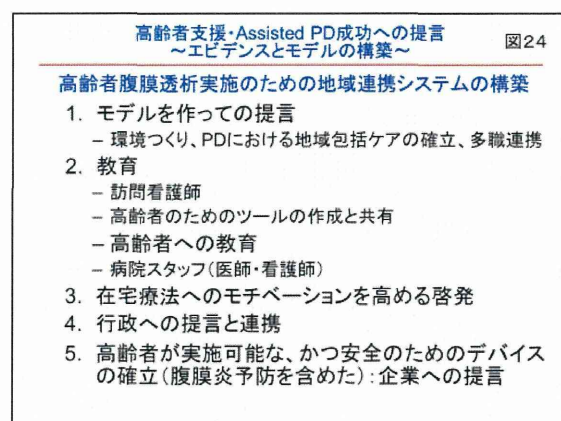 高齢者支援・Assisted PD成功への提言
～エビデンスとモデルの構築～
図24
高齢者腹膜透析実施のための地域連携システムの構築
1. モデルを作っての提言
– 環境つくり、PDにおける地域包括ケアの確立、多職連携
2. 教育
– 訪問看護師
– 高齢者のためのツールの作成と共有
– 高齢者への教育
– 病院スタッフ(医師・看護師)
3. 在宅療法へのモチベーションを高める啓発
4. 行政への提言と連携
5. 高齢者が実施可能な、かつ安全のためのデバイス
の確立(腹膜炎予防を含めた):企業への提言